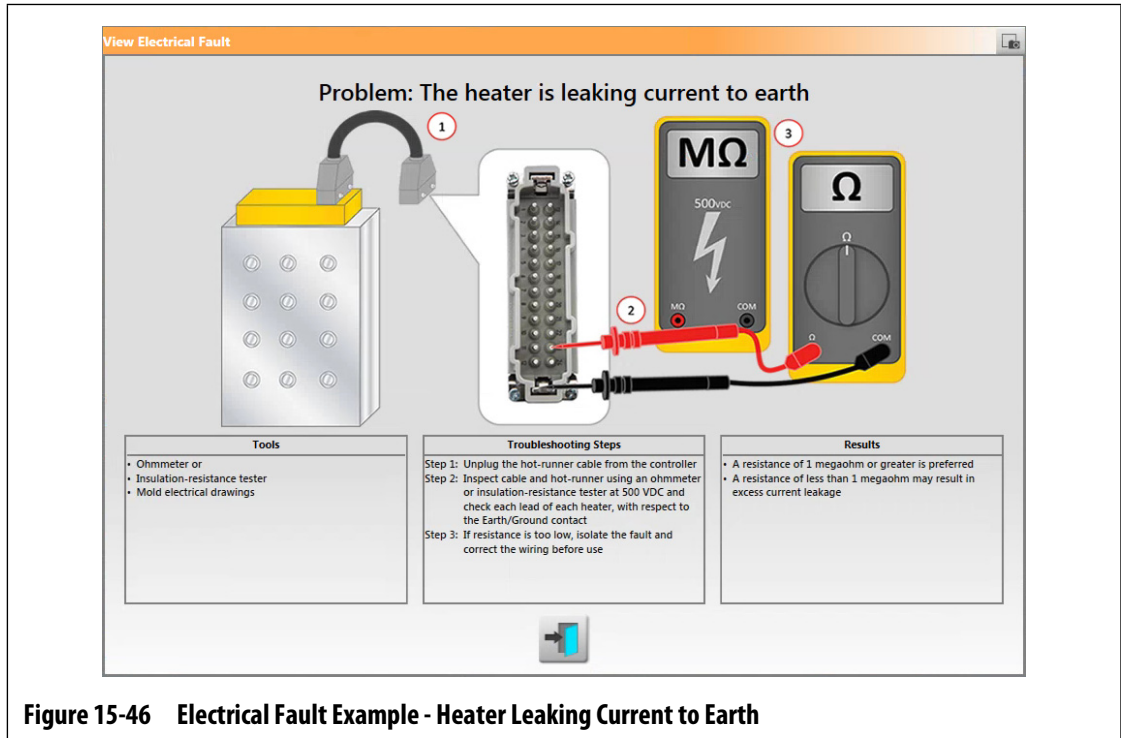 View Electrical Fault
Problem: The heater is leaking current to earth
1
3
MΩ
500VDC
Ω
Ω
2
MΩ
COM
Ω
COM
Tools
• Ohmmeter or
• Insulation-resistance tester
• Mold electrical drawings
Troubleshooting Steps
Step 1: Unplug the hot-runner cable from the controller
Step 2: Inspect cable and hot-runner using an ohmmeter
or insulation-resistance tester at 500 VDC and
check each lead of each heater, with respect to
the Earth/Ground contact
Step 3: If resistance is too low, isolate the fault and
correct the wiring before use
Results
• A resistance of 1 megaohm or greater is preferred
• A resistance of less than 1 megaohm may result in
excess current leakage
Figure 15-46 Electrical Fault Example - Heater Leaking Current to Earth